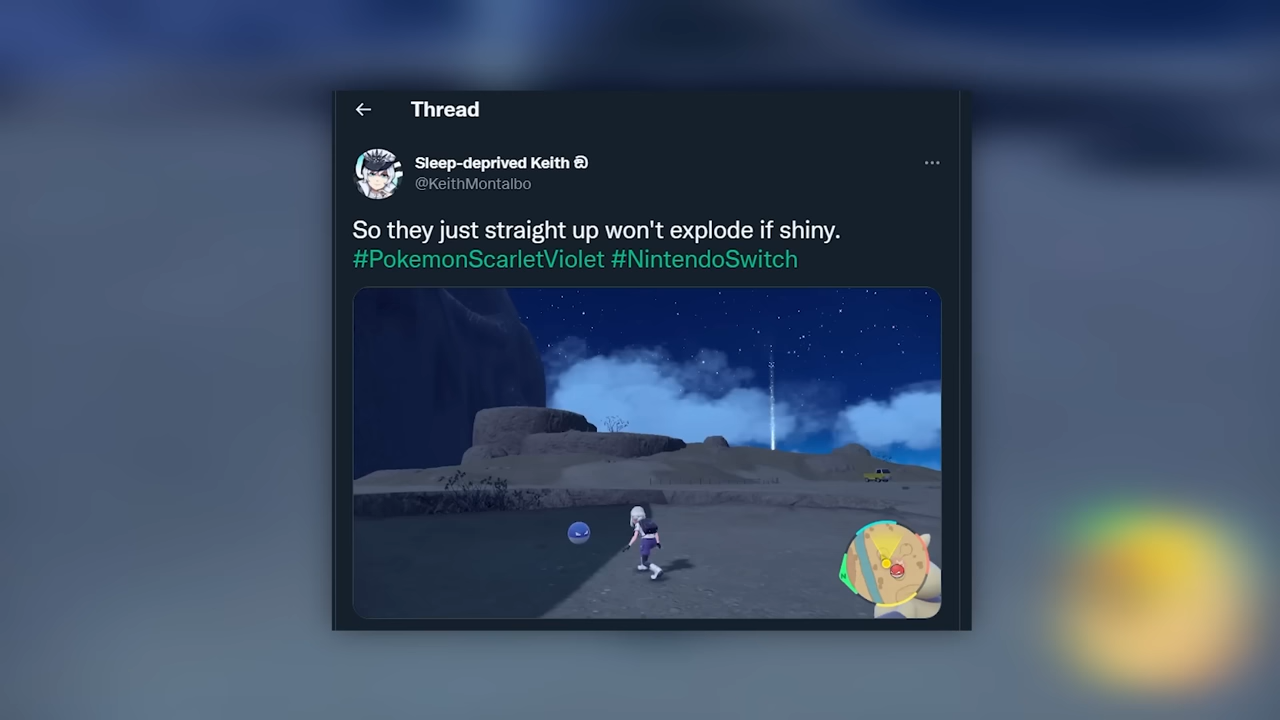 Thread
Sleep-deprived Keith
@KeithMontalbo
So they just straight up won't explode if shiny.
#PokemonScarletViolet #NintendoSwitch
N